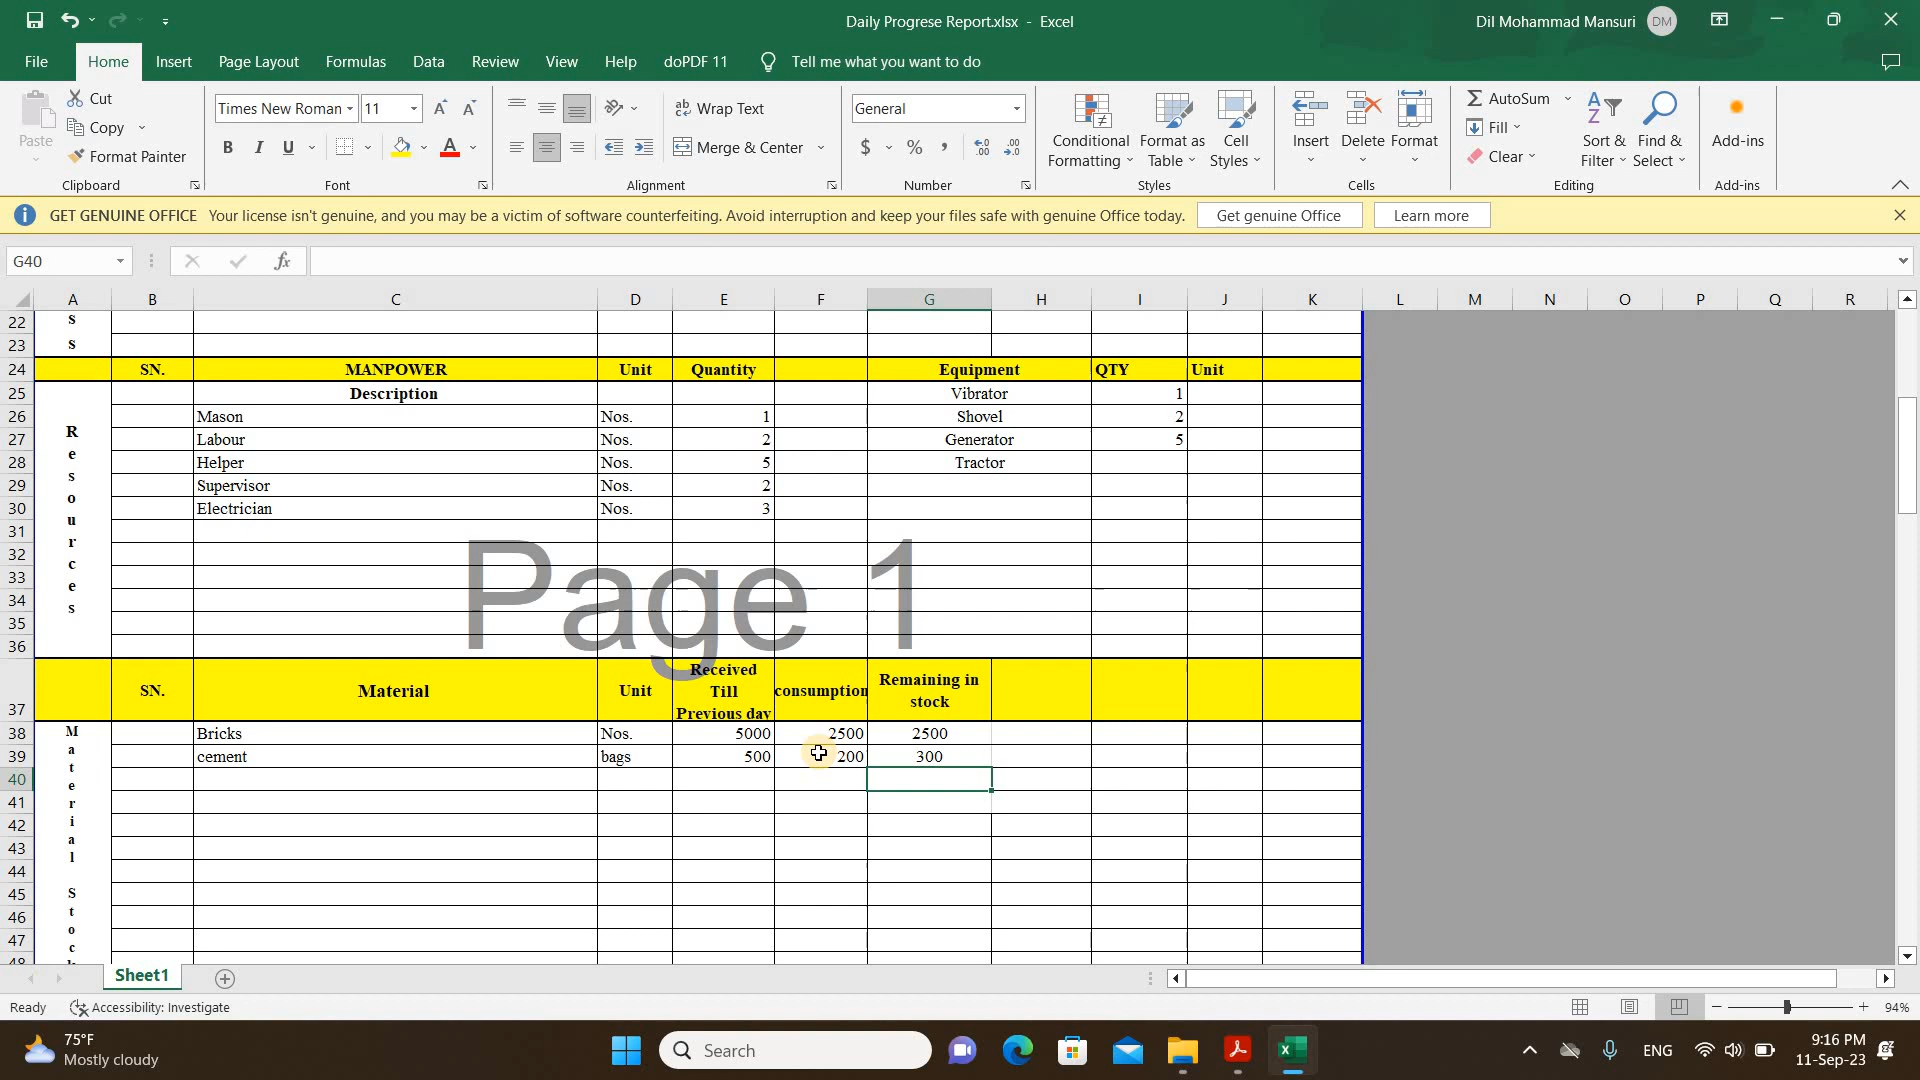 Daily Progrese Report.xlsx - Excel
Dil Mohammad Mansuri DM
File Home Insert Page Layout Formulas Data Review View Help doPDF 11 Tell me what you want to do
Paste
Cut
Copy
Format Painter
Clipboard
Times New Roman 11
B I U
Font
Wrap Text
Merge & Center
Alignment
General
$ % ,
Number
Conditional Formatting
Format as Table
Cell Styles
Styles
Insert Delete Format
Cells
AutoSum
Fill
Clear
Sort & Filter
Find & Select
Editing
Add-ins
Add-ins
GET GENUINE OFFICE Your license isn't genuine, and you may be a victim of software counterfeiting. Avoid interruption and keep your files safe with genuine Office today. Get genuine Office Learn more
G40 fx
A B C D E F G H I J K L M N O P Q R
22 s
23 s
24 SN. MANPOWER Unit Quantity Equipment QTY Unit
25 Description Vibrator 1
26 Mason Nos. 1 Shovel 2
27 Labour Nos. 2 Generator 5
28 Helper Nos. 5 Tractor
29 Supervisor Nos. 2
30 Electrician Nos. 3
31
32
33
34
35
36
Resources
Page 1
37 SN. Material Unit Received Till Previous day consumption Remaining in stock
38 Bricks Nos. 5000 2500 2500
39 cement bags 500 200 300
40
41
42
43
44
45
46
47
48
Material Stoc
Sheet1
Ready Accessibility: Investigate 94%
75°F
Mostly cloudy
Search
ENG
9:16 PM
11-Sep-23